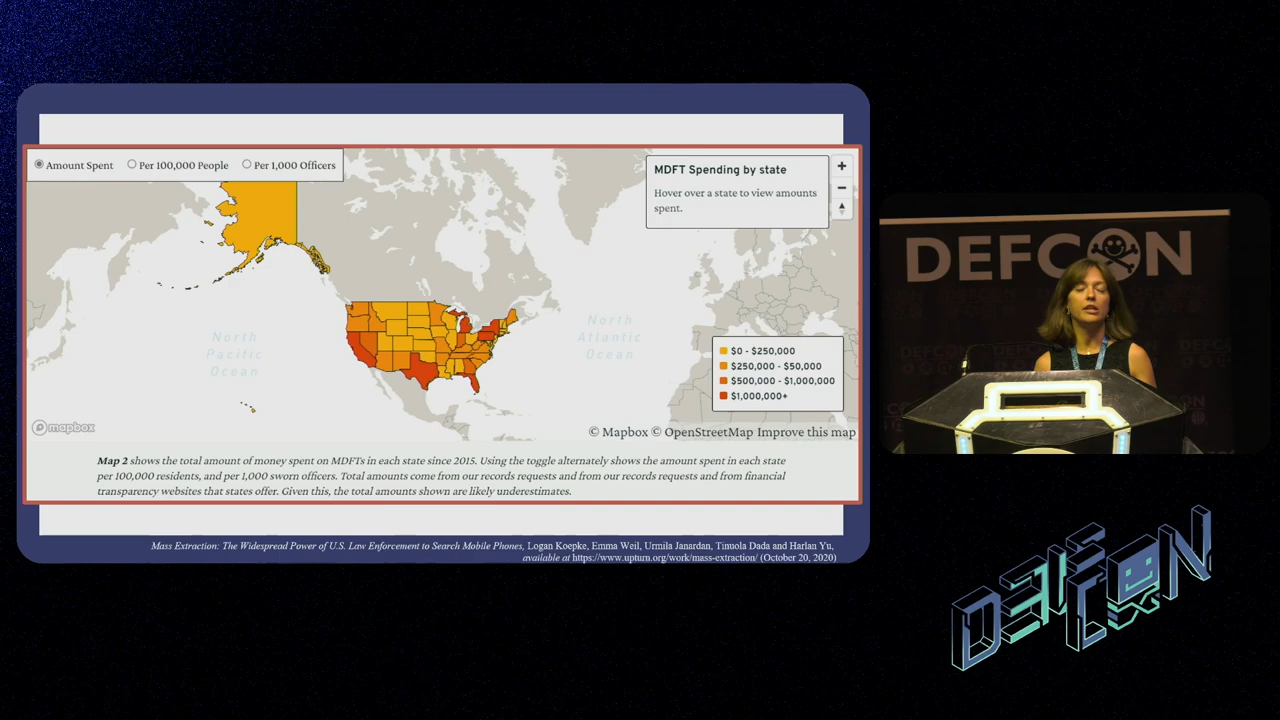 Amount Spent
Per 100,000 People
Per 1,000 Officers
MDFT Spending by state
Hover over a state to view amounts
spent.
North
Pacific
Ocean
North
Atlantic
Ocean
$0 - $250,000
$250,000 - $50,000
$500,000 - $1,000,000
$1,000,000+
mapbox
© Mapbox © OpenStreetMap Improve this map
Map 2 shows the total amount of money spent on MDFTs in each state since 2015. Using the toggle alternately shows the amount spent in each state
per 100,000 residents, and per 1,000 sworn officers. Total amounts come from our records requests and from our records requests and from financial
transparency websites that states offer. Given this, the total amounts shown are likely underestimates.
Mass Extraction: The Widespread Power of U.S. Law Enforcement to Search Mobile Phones, Logan Koepke, Emma Weil, Urmila Janardan, Tinuola Dada and Harlan Yu,
available at https://www.upturn.org/work/mass-extraction/ (October 20, 2020)
DEFCON
DEF
CON